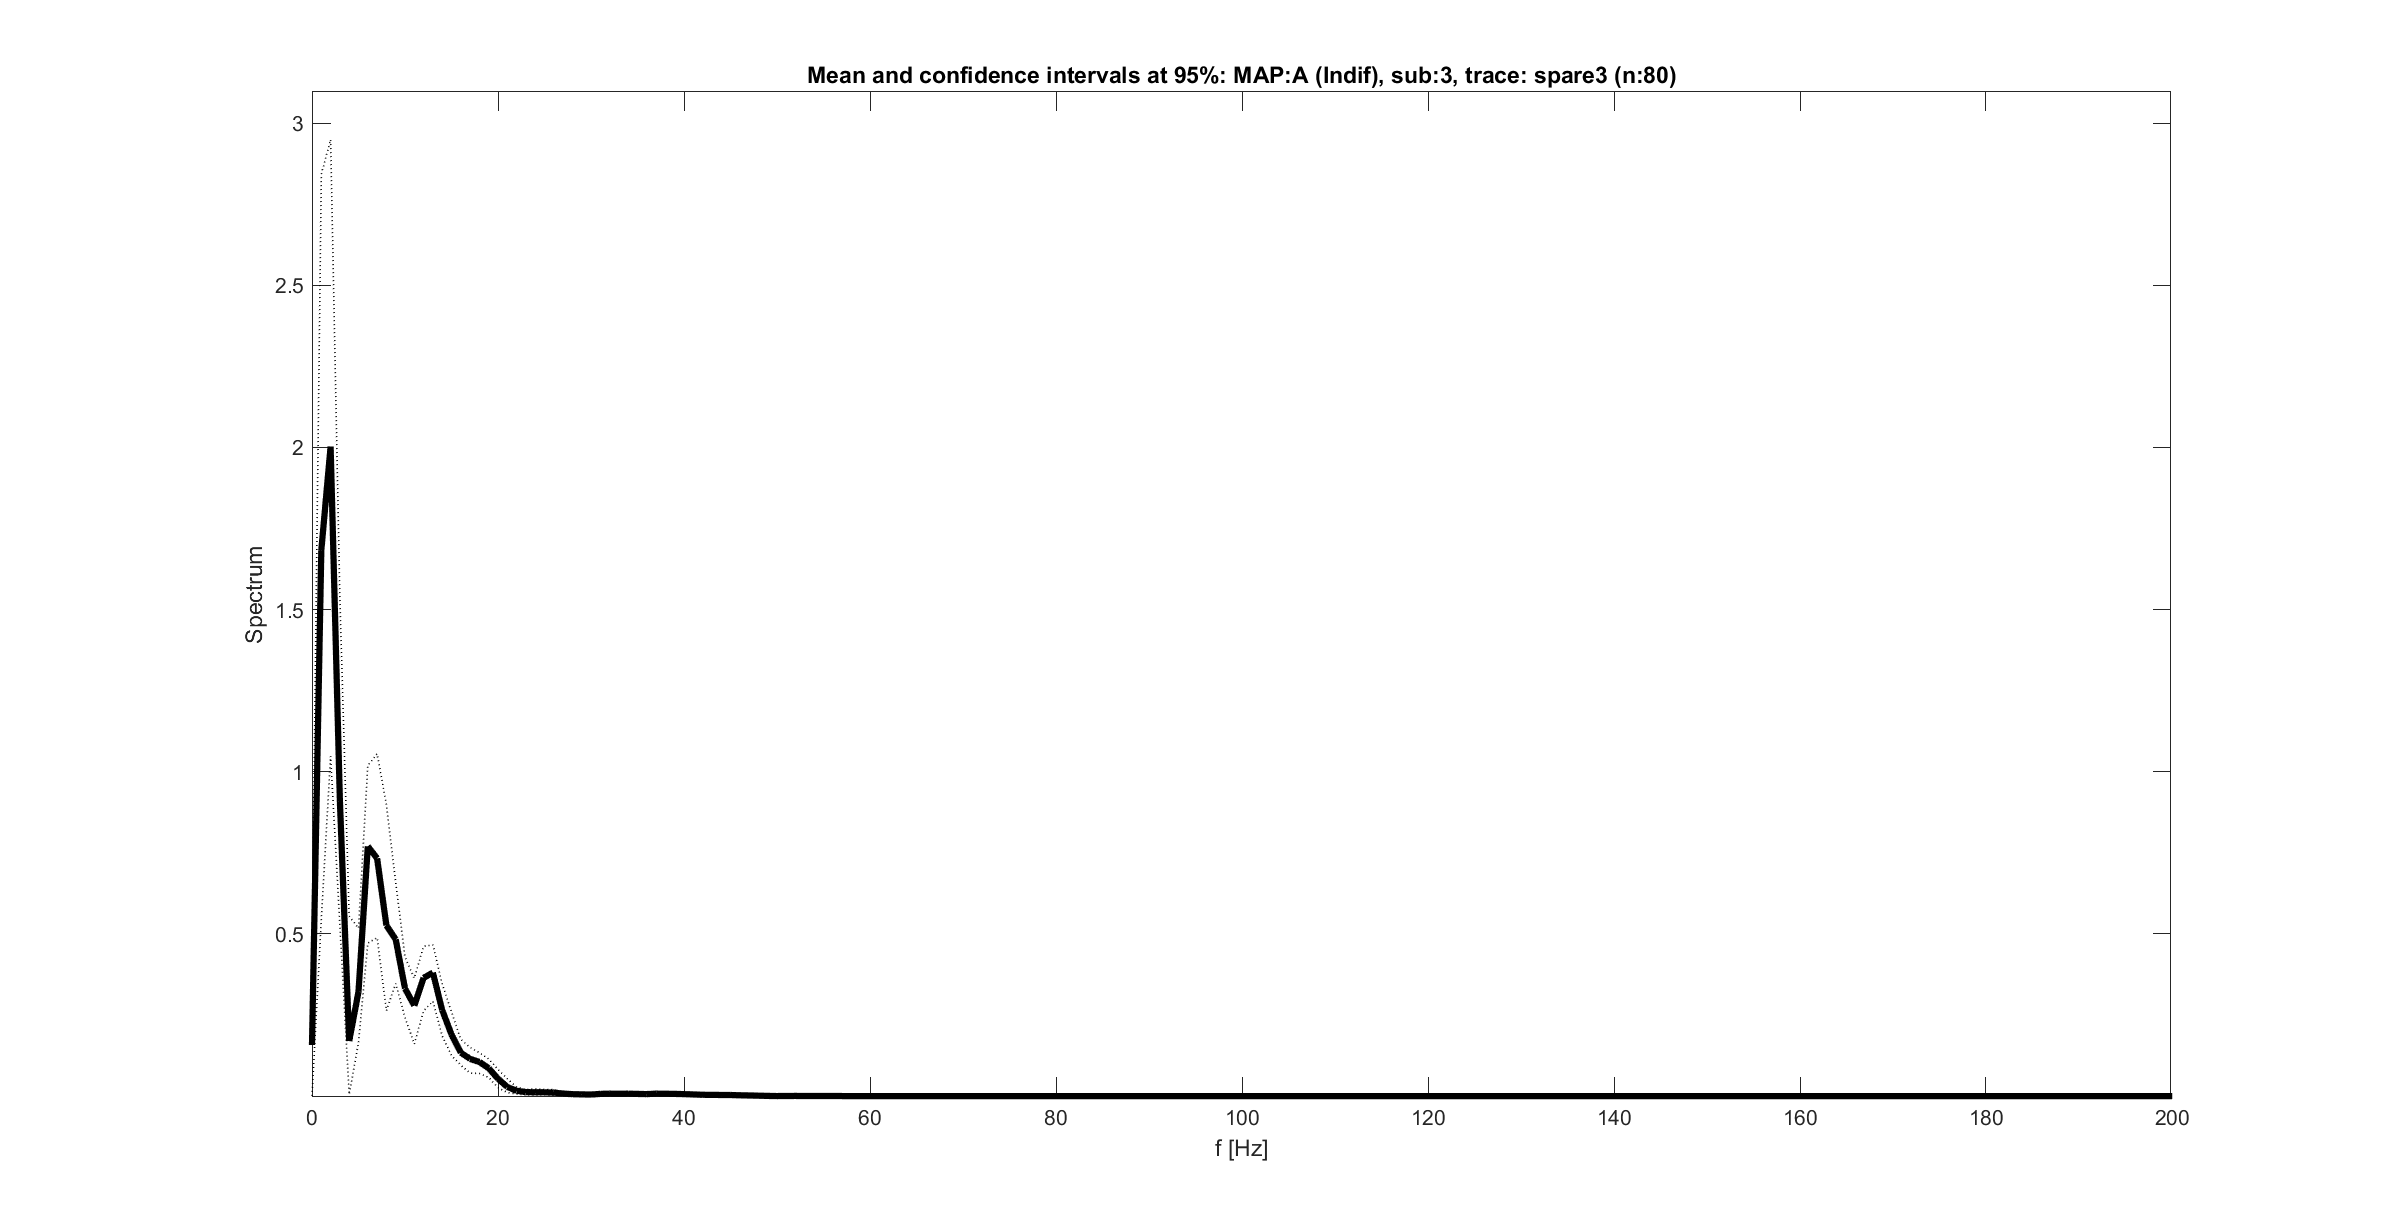 Mean and confidence intervals at 95%: MAP:A (Indif), sub:3, trace: spare3 (n:80)
3
2.5
2
1.5
1
0.5
Spectrum
0 20 40 60 80 100 120 140 160 180 200
f [Hz]